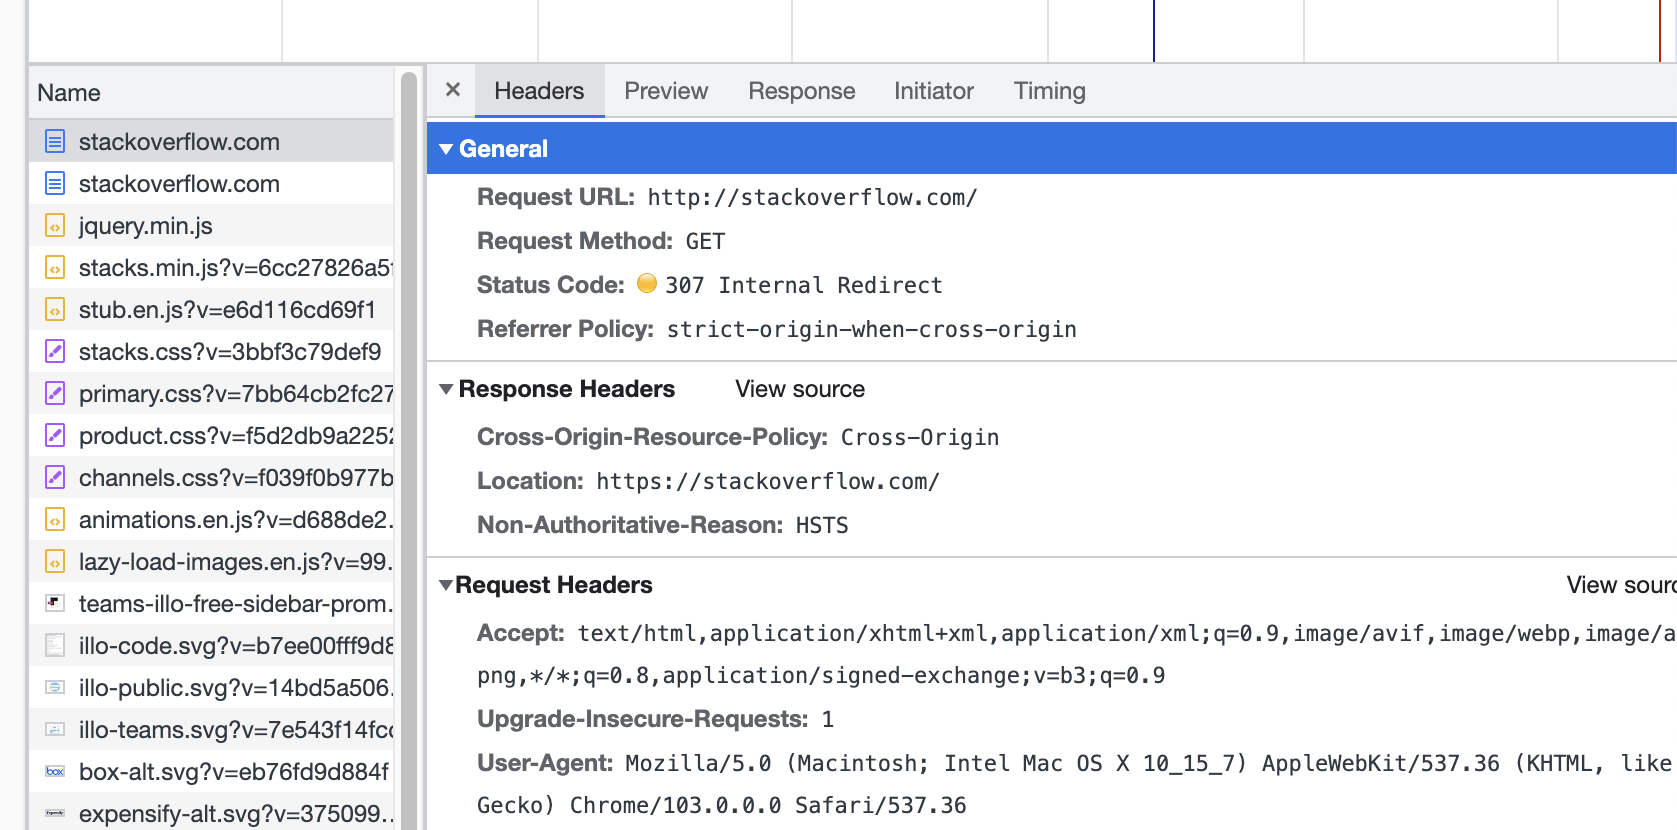 Name
stackoverflow.com
stackoverflow.com
jquery.min.js
stacks.min.js?v=6cc27826a5f
stub.en.js?v=e6d116cd69f1
stacks.css?v=3bbf3c79def9
primary.css?v=7bb64cb2fc27
product.css?v=f5d2db9a2252
channels.css?v=f039f0b977b
animations.en.js?v=d688de2...
lazy-load-images.en.js?v=99...
teams-illo-free-sidebar-prom...
illo-code.svg?v=b7ee00fff9d8
illo-public.svg?v=14bd5a506...
illo-teams.svg?v=7e543f14fcc
box-alt.svg?v=eb76fd9d884f
expensify-alt.svg?v=375099...
× Headers Preview Response Initiator Timing
General
Request URL: http://stackoverflow.com/
Request Method: GET
Status Code: 307 Internal Redirect
Referrer Policy: strict-origin-when-cross-origin
Response Headers View source
Cross-Origin-Resource-Policy: Cross-Origin
Location: https://stackoverflow.com/
Non-Authoritative-Reason: HSTS
Request Headers View sourc
Accept: text/html,application/xhtml+xml,application/xml;q=0.9,image/avif,image/webp,image/a
png,*/*;q=0.8,application/signed-exchange;v=b3;q=0.9
Upgrade-Insecure-Requests: 1
User-Agent: Mozilla/5.0 (Macintosh; Intel Mac OS X 10_15_7) AppleWebKit/537.36 (KHTML, like
Gecko) Chrome/103.0.0.0 Safari/537.36